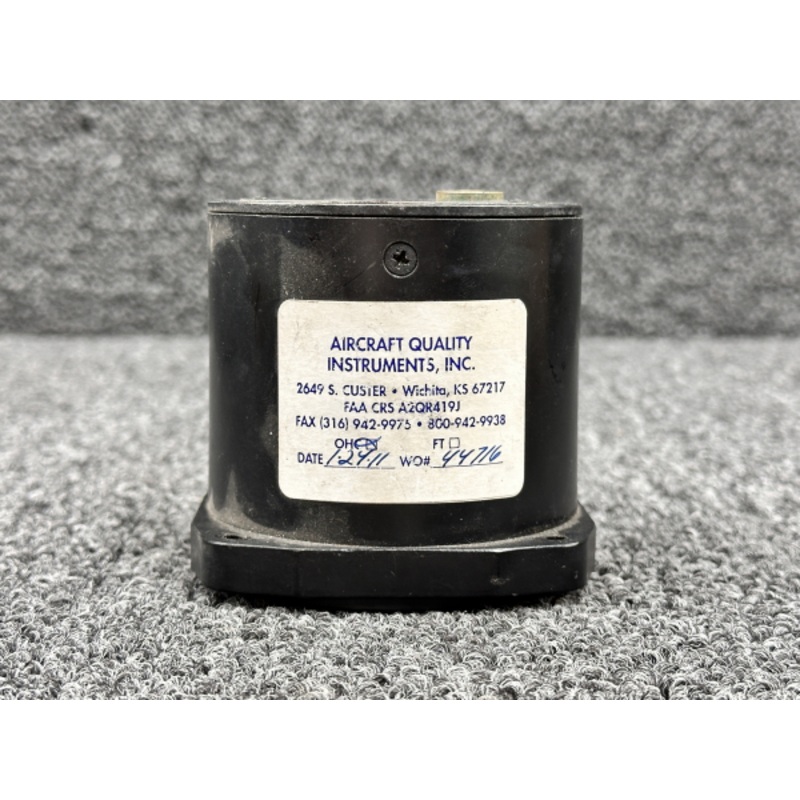 AIRCRAFT QUALITY
INSTRUMENTS, INC.
2649 S. CUSTER • Wichita, KS 67217
FAA CRS A2QR419J
FAX (316) 942-9975 • 800-942-9938
OH FT
DATE 1-24-11 WO# 44716